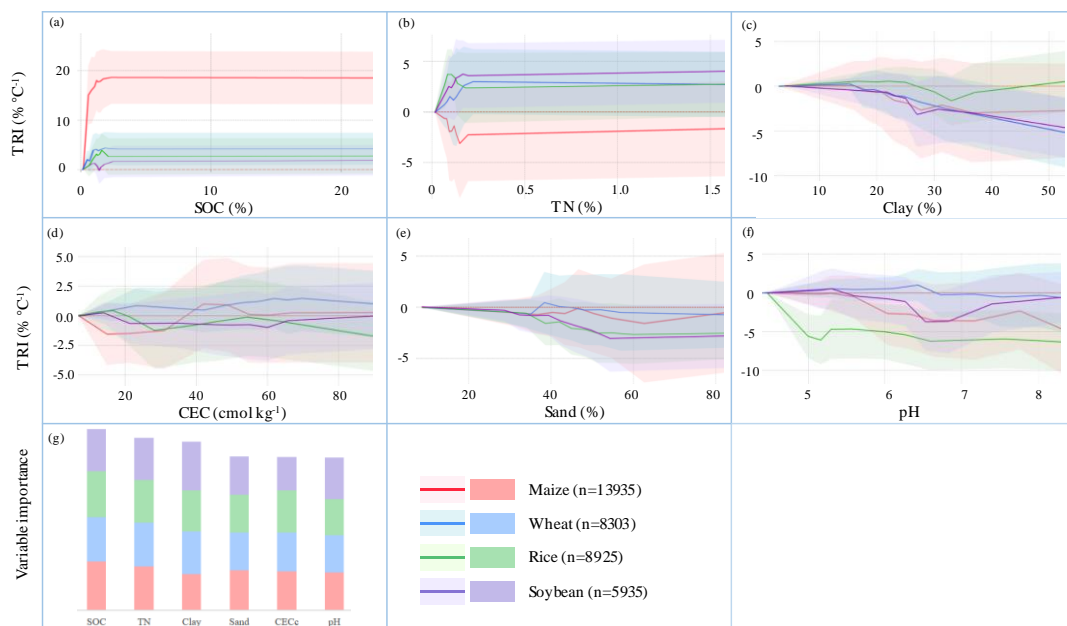 (a)
TRI (% °C⁻¹)
20
10
0
0
10
20
SOC (%)
(b)
5
0
-5
0
0.5
1.0
1.5
TN (%)
(c)
5
0
-5
-10
10
20
30
40
50
Clay (%)
(d)
TRI (% °C⁻¹)
5.0
2.5
0.0
-2.5
-5.0
20
40
60
80
CEC (cmol kg⁻¹)
(e)
5
0
-5
20
40
60
80
Sand (%)
(f)
5
0
-5
-10
5
6
7
8
pH
(g)
Variable importance
SOC
TN
Clay
Sand
CECc
pH
Maize (n=13935)
Wheat (n=8303)
Rice (n=8925)
Soybean (n=5935)